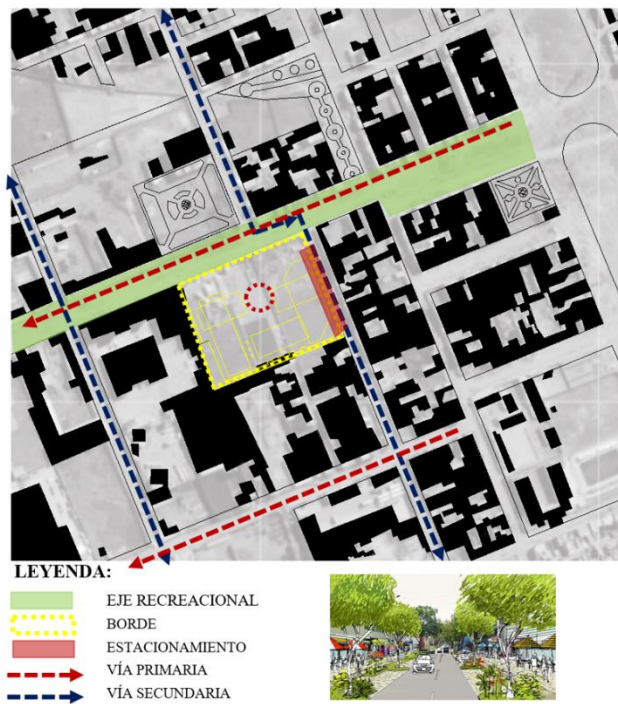 LEYENDA:
EJE RECREACIONAL
BORDE
ESTACIONAMIENTO
VÍA PRIMARIA
VÍA SECUNDARIA